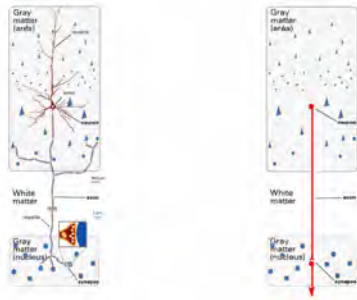 Gray
matter
(area)
neuron
axon
White
matter
Gray
matter
(nucleus)
synapse
Gray
matter
(area)
neuron
White
matter
axon
Gray
matter
(nucleus)
synapse